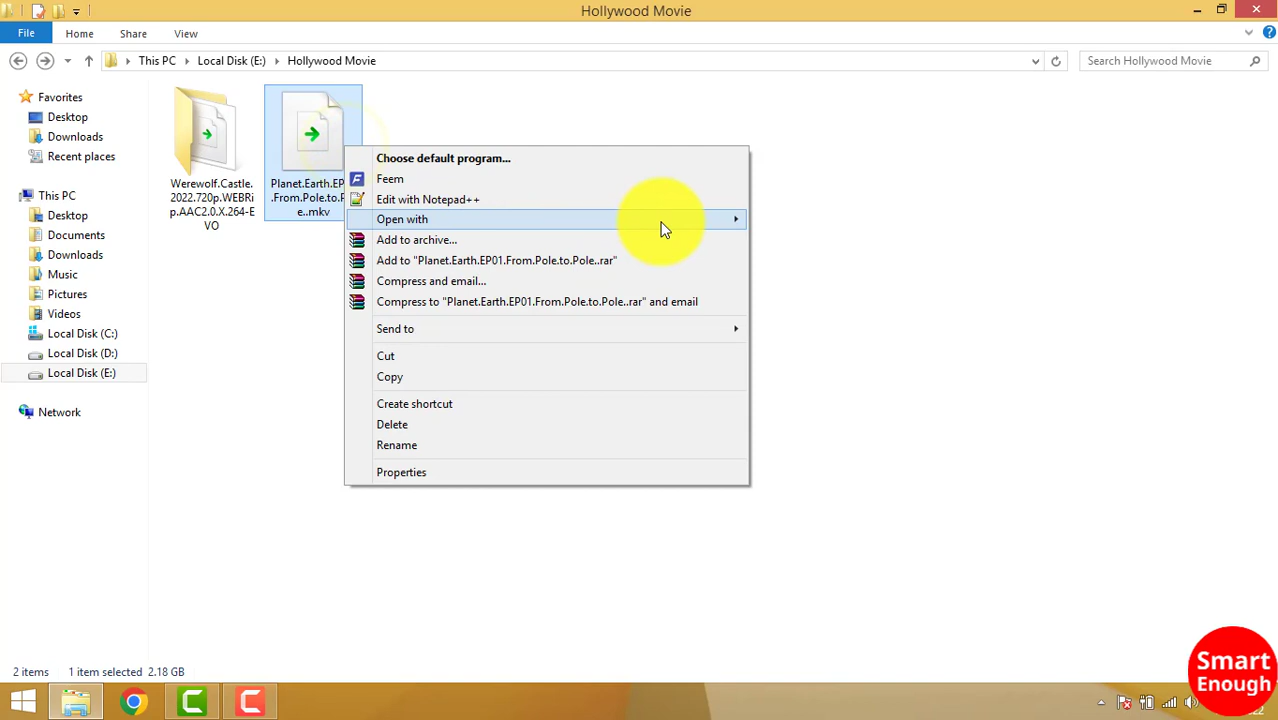 Hollywood Movie
File
Home
Share
View
This PC
Local Disk (E:)
Hollywood Movie
Search Hollywood Movie
Favorites
Desktop
Downloads
Recent places
This PC
Desktop
Documents
Downloads
Music
Pictures
Videos
Local Disk (C:)
Local Disk (D:)
Local Disk (E:)
Network
Werewolf.Castle.
2022.720p.WEBRi
p.AAC2.0.X.264-E
VO
Planet.Earth.EP
.From.Pole.to.P
e..mkv
Choose default program...
Feem
Edit with Notepad++
Open with
Add to archive...
Add to "Planet.Earth.EP01.From.Pole.to.Pole..rar"
Compress and email...
Compress to "Planet.Earth.EP01.From.Pole.to.Pole..rar" and email
Send to
Cut
Copy
Create shortcut
Delete
Rename
Properties
2 items
1 item selected 2.18 GB
Smart
Enough